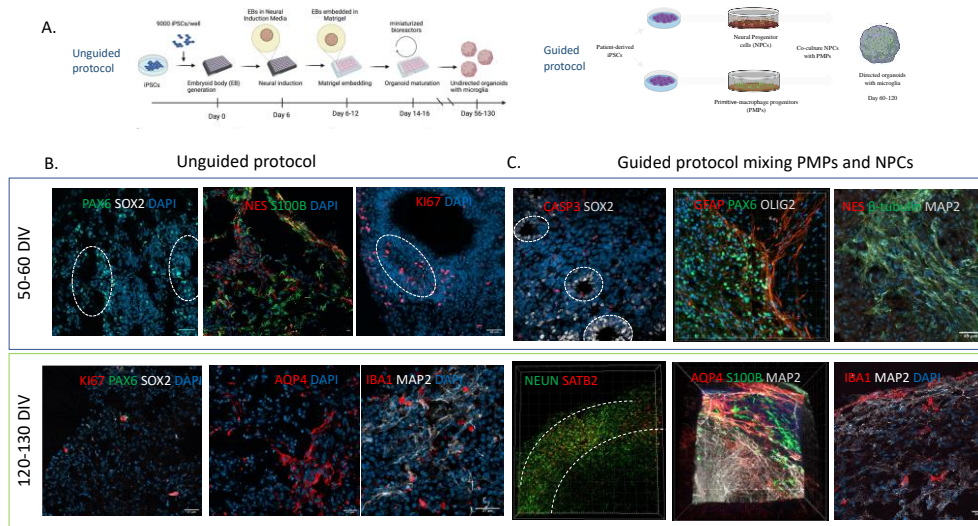 A.
Unguided
protocol
9000 iPSCs/well
EBs in Neural
Induction Media
EBs embedded in
Matrigel
miniaturized
bioreactors
iPSCs
Embryoid body (EB)
generation
Neural induction
Matrigel embedding
Organoid maturation
Undirected organoids
with microglia
Day 0
Day 6
Day 6-12
Day 14-16
Day 56-130
Guided
protocol
Patient-derived
iPSCs
Neural Progenitor
cells (NPCs)
Primitive-macrophage progenitors
(PMPs)
Co-culture NPCs
with PMPs
Directed organoids
with microglia
Day 60-120
B.
Unguided protocol
C.
Guided protocol mixing PMPs and NPCs
50-60 DIV
PAX6 SOX2 DAPI
NES S100B DAPI
KI67 DAPI
CASP3 SOX2
GFAP PAX6 OLIG2
NES β-tubulin MAP2
120-130 DIV
KI67 PAX6 SOX2 DAPI
AQP4 DAPI
IBA1 MAP2 DAPI
NEUN SATB2
AQP4 S100B MAP2
IBA1 MAP2 DAPI